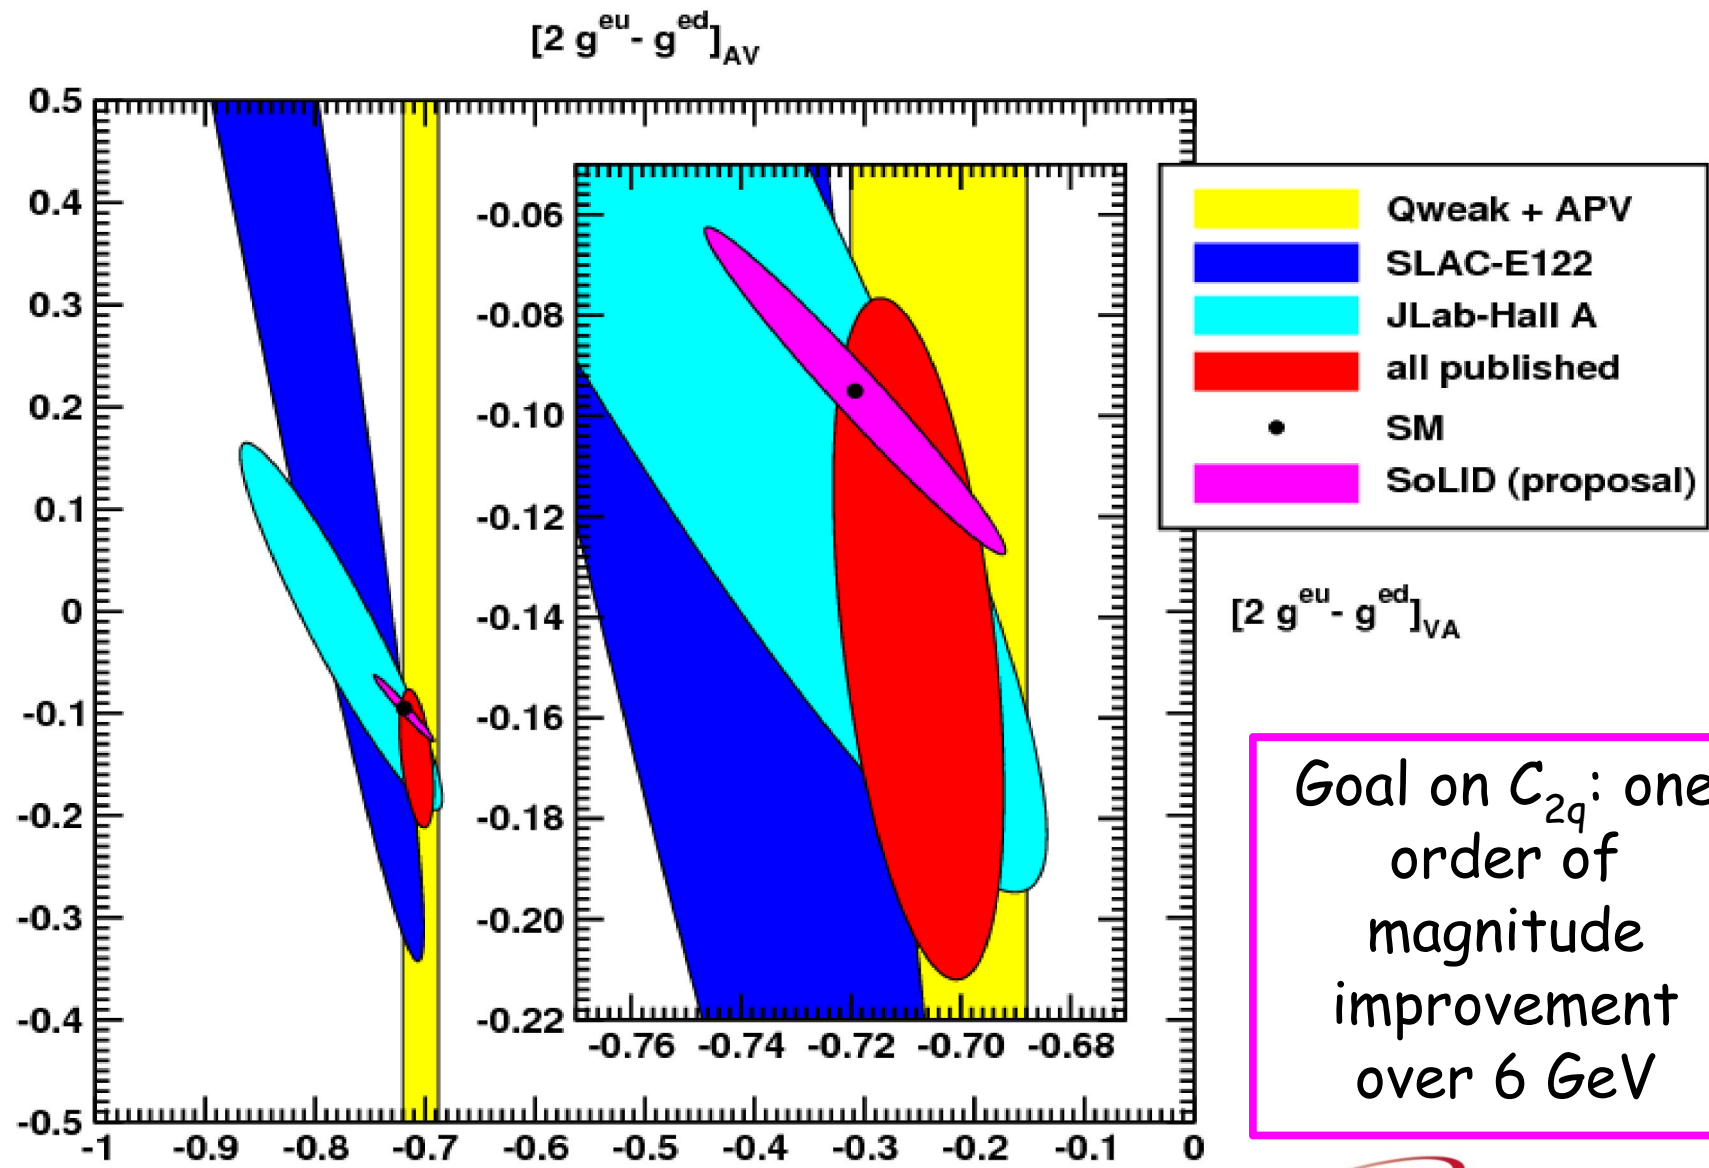 [2 g^eu - g^ed]_AV
0.5
0.4
0.3
0.2
0.1
0
-0.1
-0.2
-0.3
-0.4
-0.5
-1 -0.9 -0.8 -0.7 -0.6 -0.5 -0.4 -0.3 -0.2 -0.1 0
-0.06
-0.08
-0.10
-0.12
-0.14
-0.16
-0.18
-0.20
-0.22
-0.76 -0.74 -0.72 -0.70 -0.68
Qweak + APV
SLAC-E122
JLab-Hall A
all published
SM
SoLID (proposal)
[2 g^eu - g^ed]_VA
Goal on C_2q: one
order of
magnitude
improvement
over 6 GeV